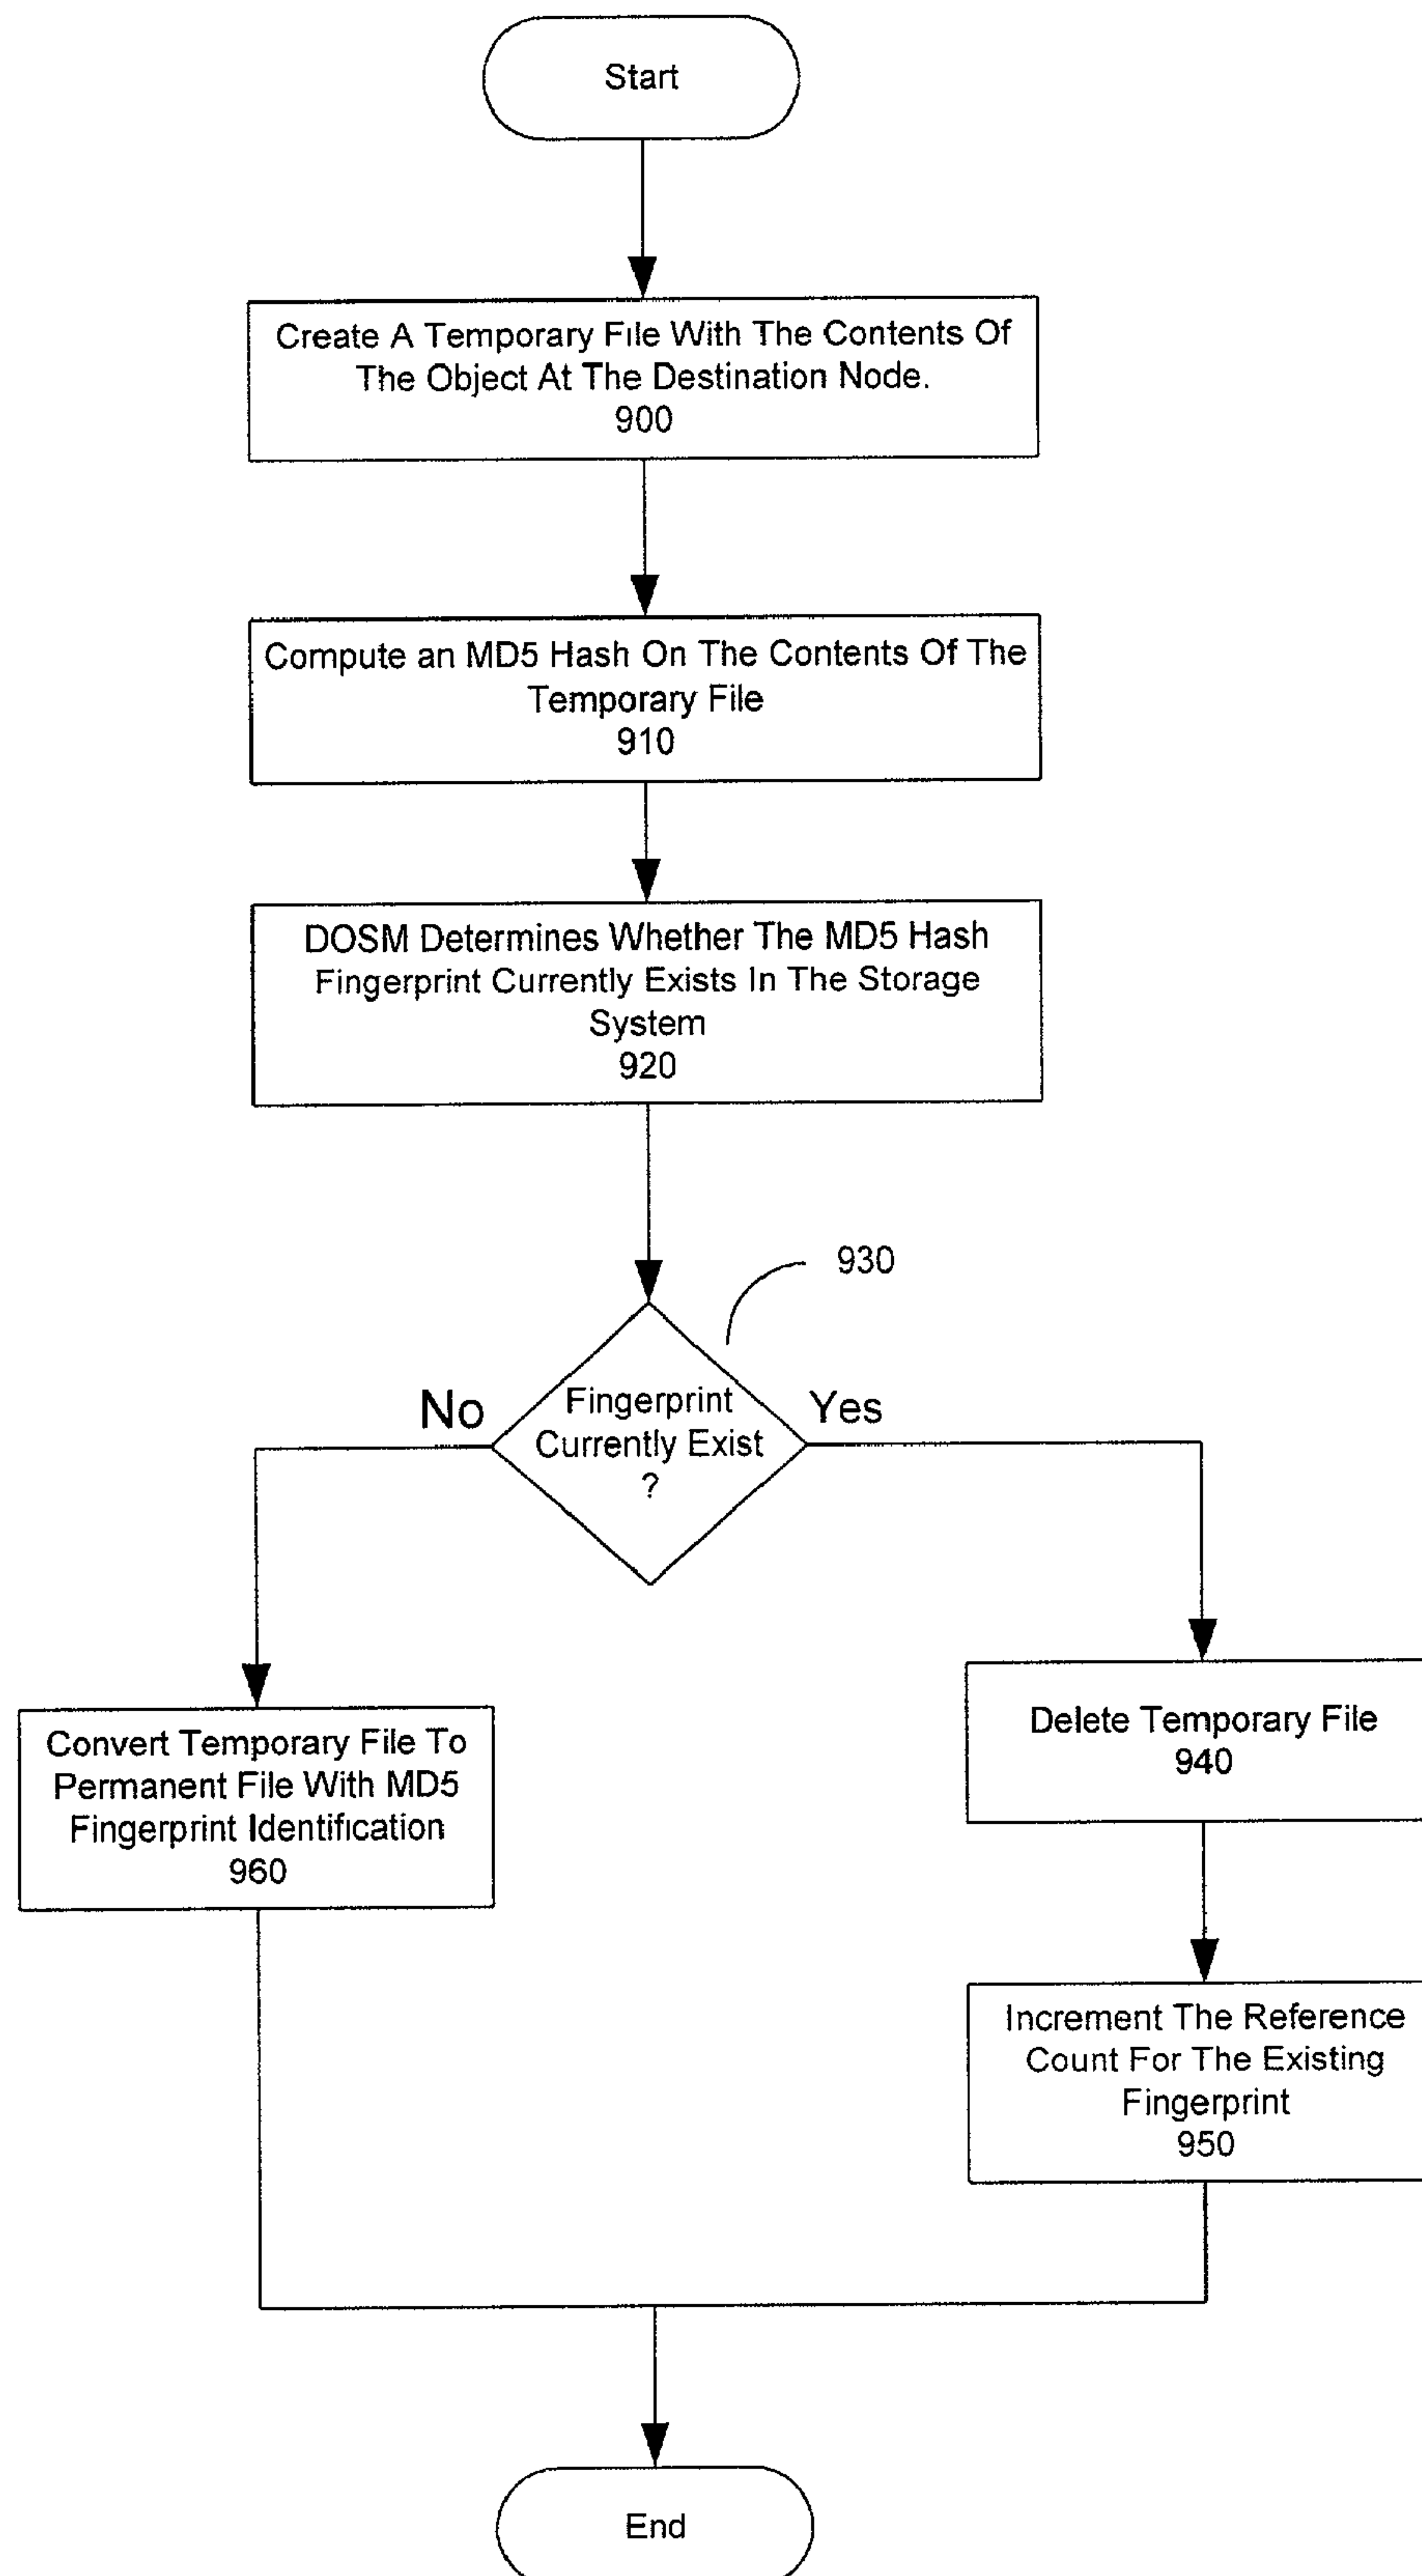 Start
Create A Temporary File With The Contents Of
The Object At The Destination Node.
900
Compute an MD5 Hash On The Contents Of The
Temporary File
910
DOSM Determines Whether The MD5 Hash
Fingerprint Currently Exists In The Storage
System
920
930
No
Fingerprint
Currently Exist
?
Yes
Convert Temporary File To
Permanent File With MD5
Fingerprint Identification
960
Delete Temporary File
940
Increment The Reference
Count For The Existing
Fingerprint
950
End